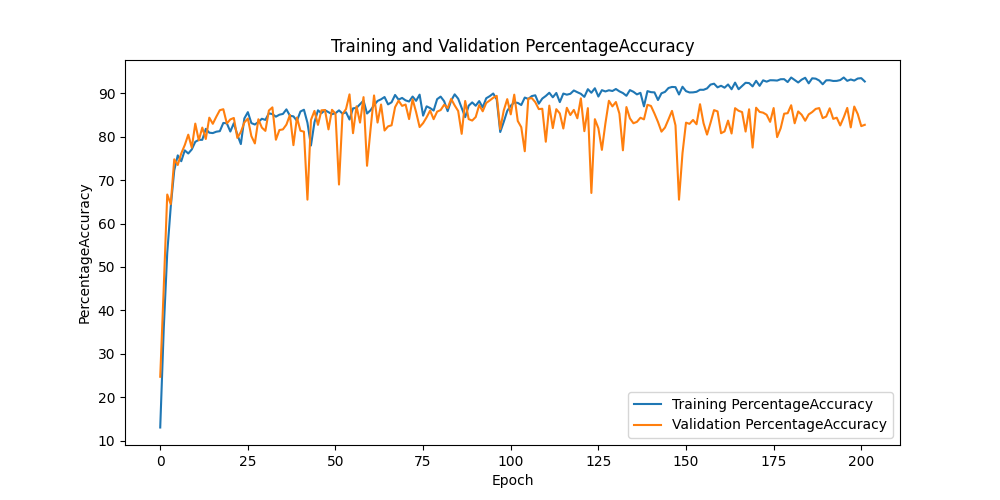 Training and Validation PercentageAccuracy
PercentageAccuracy
90
80
70
60
50
40
30
20
10
0 25 50 75 100 125 150 175 200
Epoch
Training PercentageAccuracy
Validation PercentageAccuracy